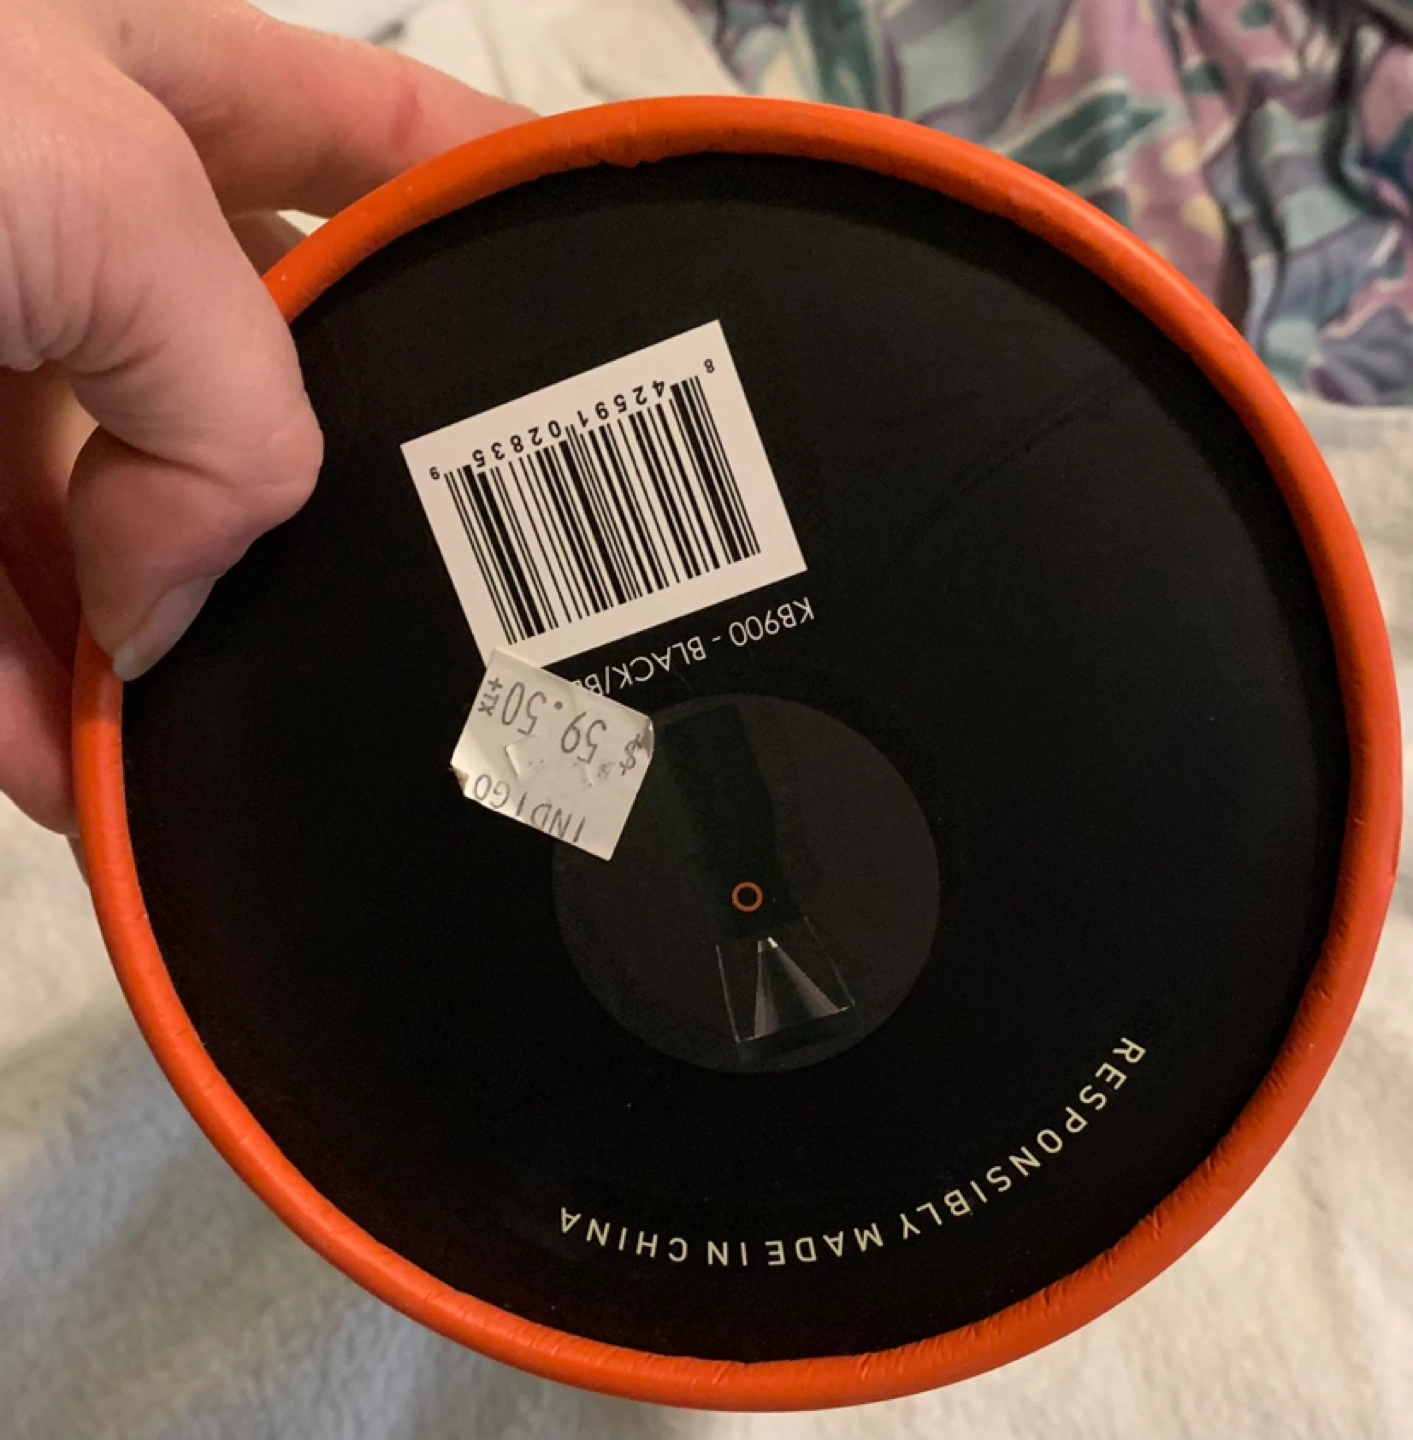 8 42591 02835 9
KB900 - BLACK/B
INDIGO
59.50
+TX
RESPONSIBLY MADE IN CHINA